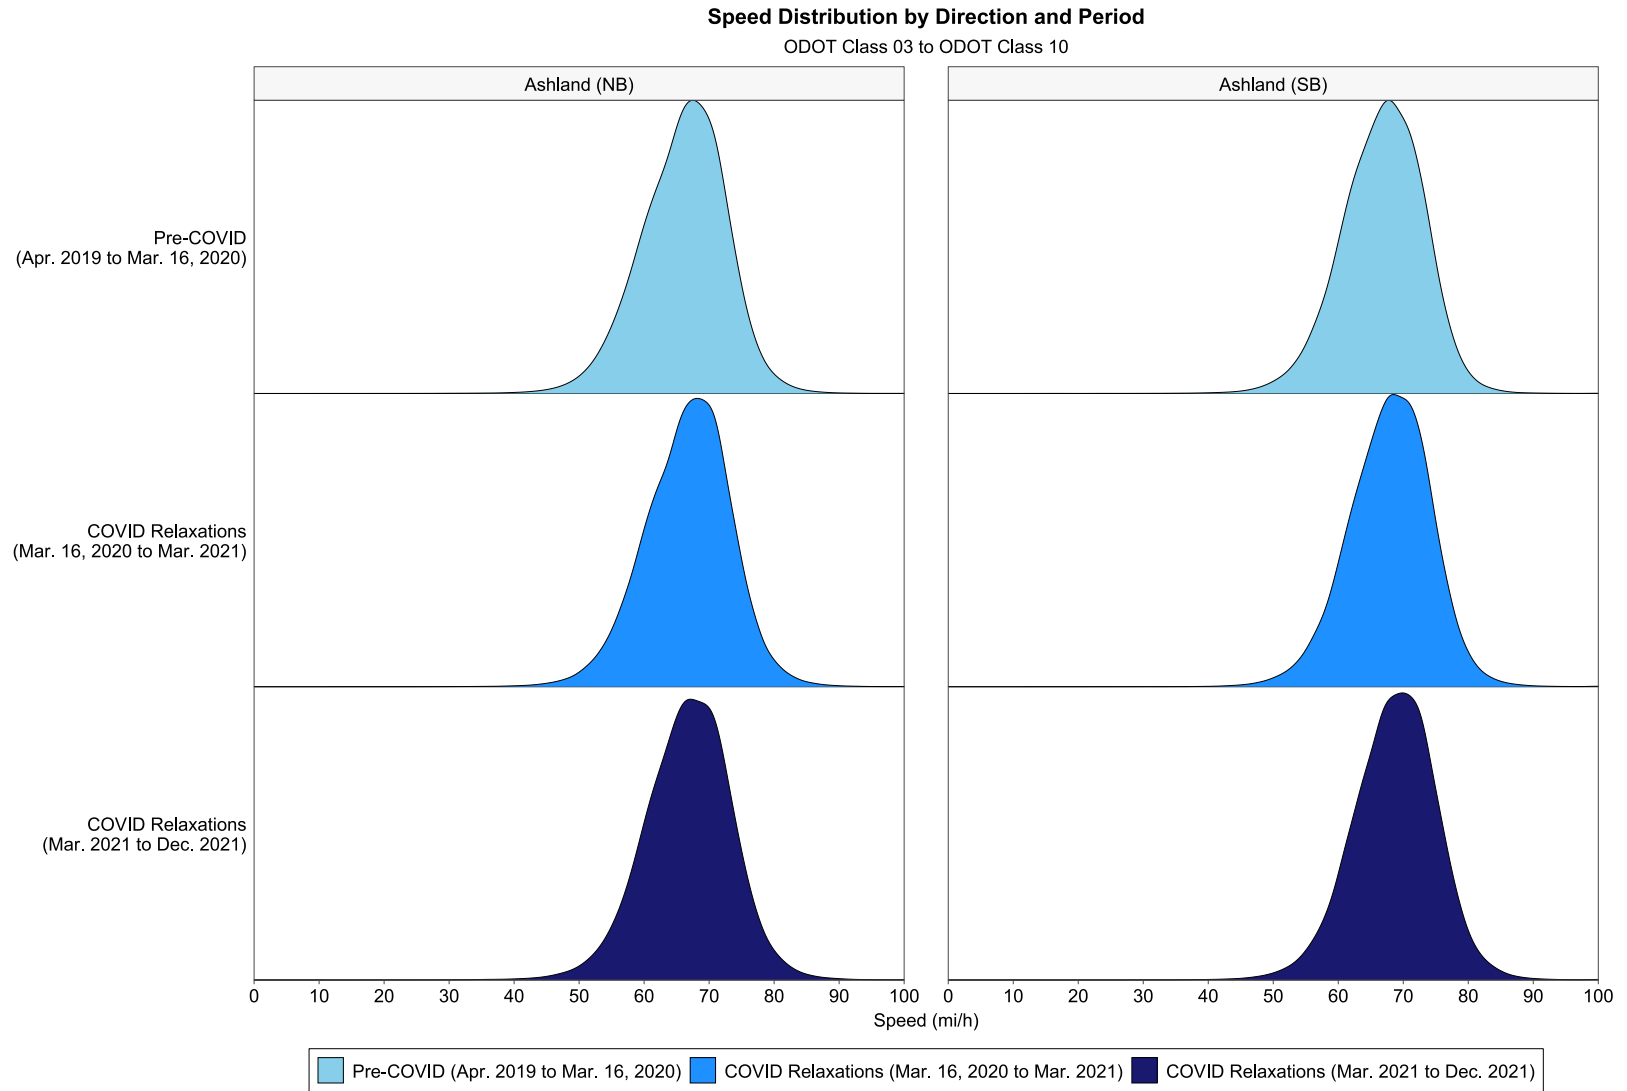 Speed Distribution by Direction and Period
ODOT Class 03 to ODOT Class 10
Ashland (NB)
Ashland (SB)
Pre-COVID
(Apr. 2019 to Mar. 16, 2020)
COVID Relaxations
(Mar. 16, 2020 to Mar. 2021)
COVID Relaxations
(Mar. 2021 to Dec. 2021)
0 10 20 30 40 50 60 70 80 90 100
0 10 20 30 40 50 60 70 80 90 100
Speed (mi/h)
Pre-COVID (Apr. 2019 to Mar. 16, 2020) COVID Relaxations (Mar. 16, 2020 to Mar. 2021) COVID Relaxations (Mar. 2021 to Dec. 2021)